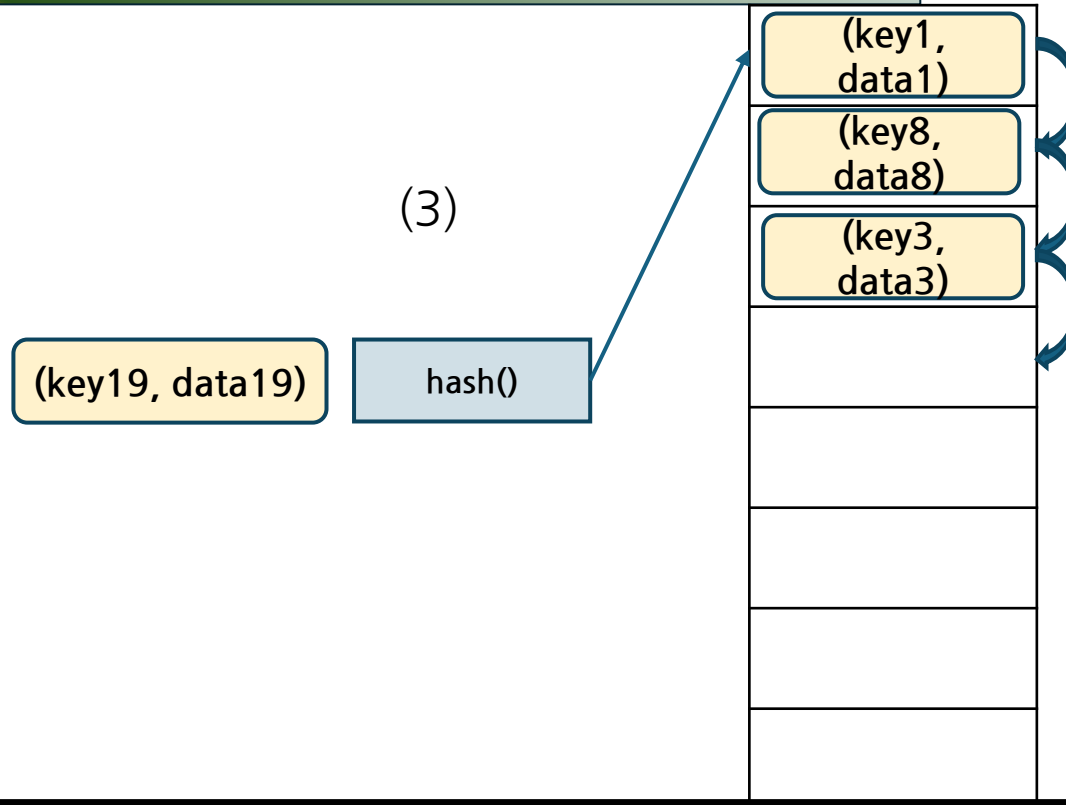 (key1,
data1)
(key8,
data8)
(3)
(key3,
data3)
(key19, data19)
hash()